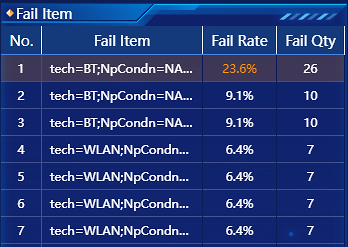 Fail Item
No. Fail Item Fail Rate Fail Qty
1 tech=BT;NpCondn=NA... 23.6% 26
2 tech=BT;NpCondn=NA... 9.1% 10
3 tech=BT;NpCondn=NA... 9.1% 10
4 tech=WLAN;NpCondn... 6.4% 7
5 tech=WLAN;NpCondn... 6.4% 7
6 tech=WLAN;NpCondn... 6.4% 7
7 tech=WLAN;NpCondn... 6.4% 7